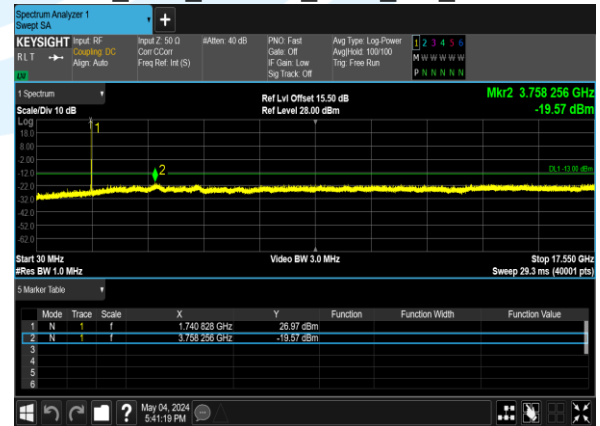 Spectrum Analyzer 1
Swept SA
+
KEYSIGHT Input: RF Input Z: 50 Ω #Atten: 40 dB PNO: Fast Avg Type: Log-Power 1 2 3 4 5 6
RLT Coupling: DC Corr CCorr Gate: Off Avg|Hold: 100/100 M W W W W W
Align: Auto Freq Ref: Int (S) IF Gain: Low Trig: Free Run P N N N N N
LV Sig Track: Off
1 Spectrum Ref Lvl Offset 15.50 dB Mkr2 3.758 256 GHz
Scale/Div 10 dB Ref Level 28.00 dBm -19.57 dBm
Log
18.0 1
8.00
-2.00
-12.0 2 DL1 -13.00 dBm
-22.0
-32.0
-42.0
-52.0
-62.0
Start 30 MHz Video BW 3.0 MHz Stop 17.550 GHz
#Res BW 1.0 MHz Sweep 29.3 ms (40001 pts)
5 Marker Table
Mode Trace Scale X Y Function Function Width Function Value
1 N 1 f 1.740 828 GHz 26.97 dBm
2 N 1 f 3.758 256 GHz -19.57 dBm
3
4
5
6
? May 04, 2024
5:41:19 PM